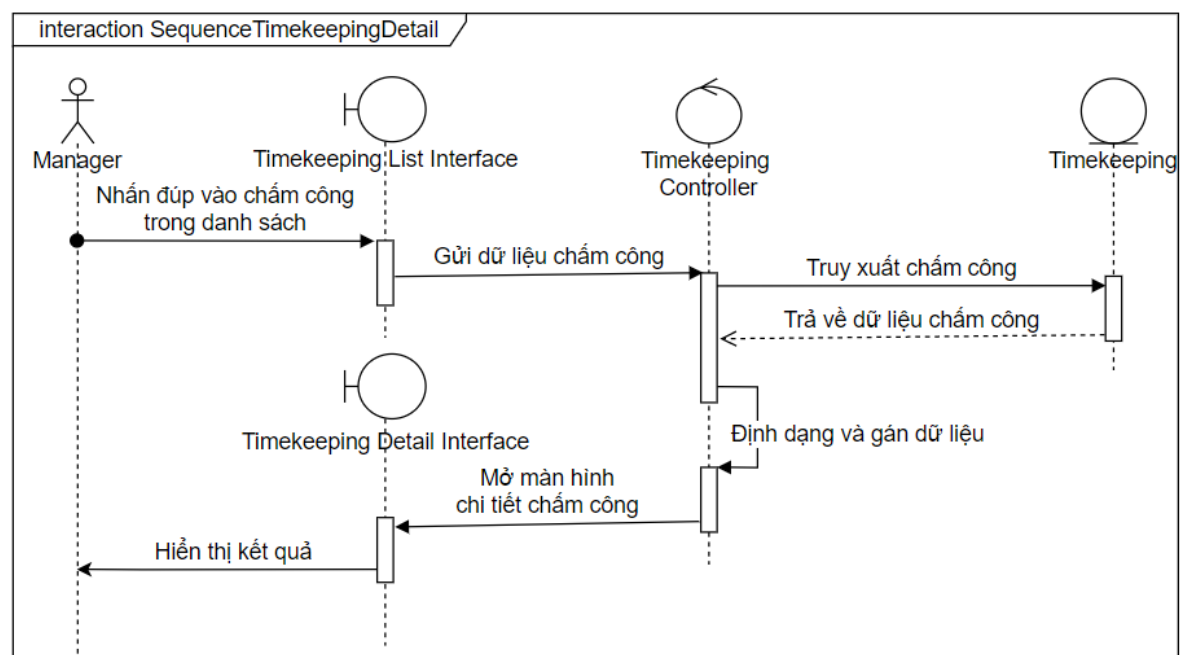 interaction SequenceTimekeepingDetail
Manager
Timekeeping List Interface
Timekeeping
Controller
Timekeeping
Nhấn đúp vào chấm công
trong danh sách
Gửi dữ liệu chấm công
Truy xuất chấm công
Trả về dữ liệu chấm công
Timekeeping Detail Interface
Định dạng và gán dữ liệu
Mở màn hình
chi tiết chấm công
Hiển thị kết quả